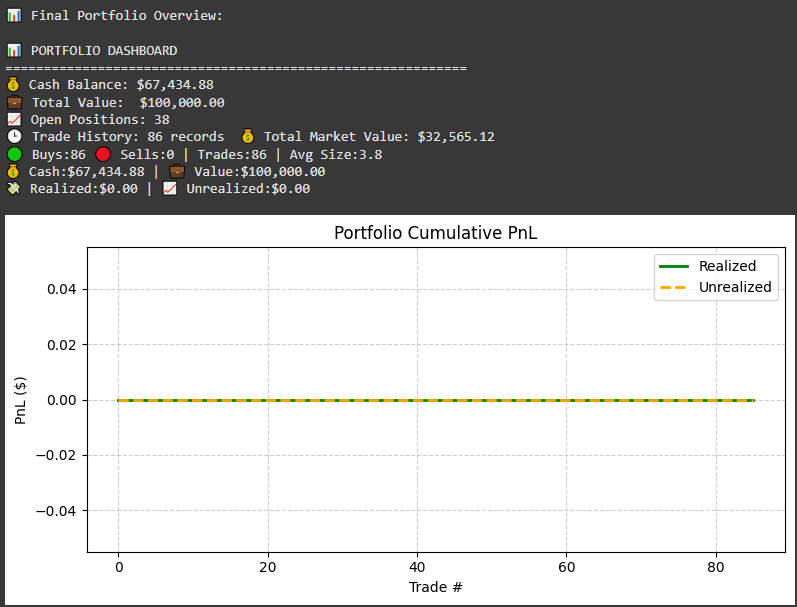 📊 Final Portfolio Overview:
📊 PORTFOLIO DASHBOARD
============================================================
💰 Cash Balance: $67,434.88
💼 Total Value:  $100,000.00
📈 Open Positions: 38
🕒 Trade History: 86 records  💰 Total Market Value: $32,565.12
🟢 Buys:86 🔴 Sells:0 | Trades:86 | Avg Size:3.8
💰 Cash:$67,434.88 | 💼 Value:$100,000.00
💸 Realized:$0.00 | 📈 Unrealized:$0.00
Portfolio Cumulative PnL
Realized
Unrealized
0.04
0.02
0.00
−0.02
−0.04
PnL ($)
0 20 40 60 80
Trade #